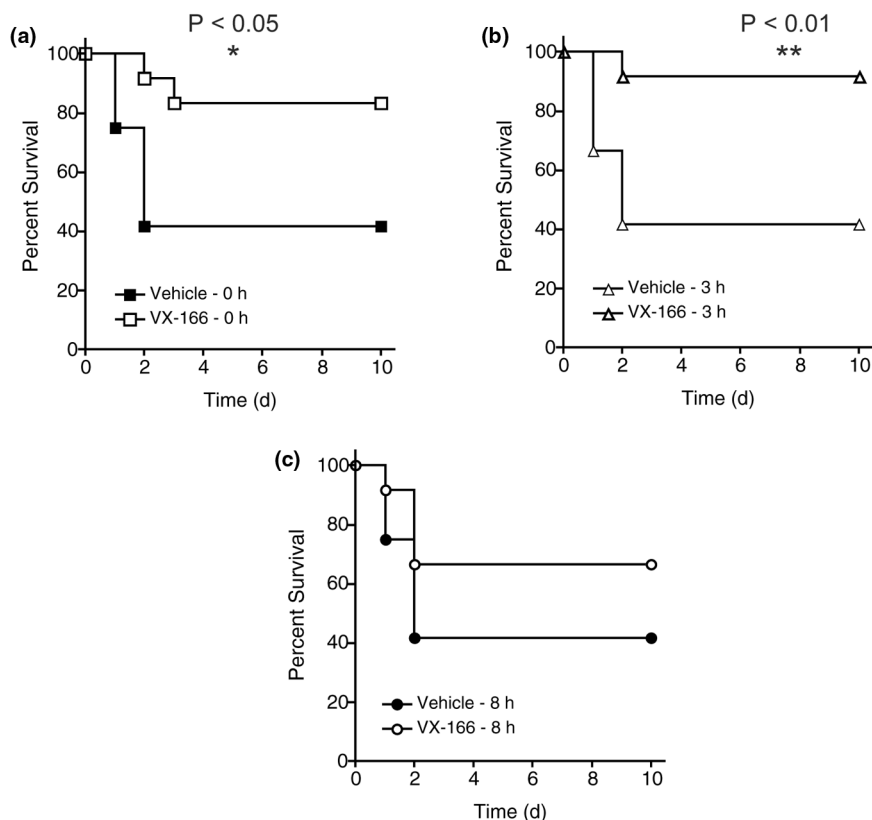 (a)
P < 0.05
*
100
80
60
40
20
0
Percent Survival
Vehicle - 0 h
VX-166 - 0 h
0 2 4 6 8 10
Time (d)
(b)
P < 0.01
**
100
80
60
40
20
0
Percent Survival
Vehicle - 3 h
VX-166 - 3 h
0 2 4 6 8 10
Time (d)
(c)
100
80
60
40
20
0
Percent Survival
Vehicle - 8 h
VX-166 - 8 h
0 2 4 6 8 10
Time (d)